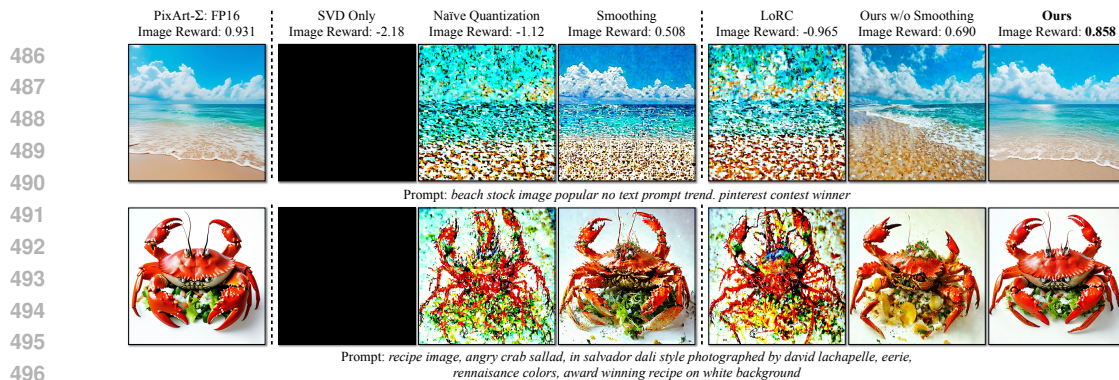 PixArt-Σ: FP16 SVD Only Naïve Quantization Smoothing LoRC Ours w/o Smoothing Ours
Image Reward: 0.931 Image Reward: -2.18 Image Reward: -1.12 Image Reward: 0.508 Image Reward: -0.965 Image Reward: 0.690 Image Reward: 0.858
486
487
488
489
490
Prompt: beach stock image popular no text prompt trend. pinterest contest winner
491
492
493
494
495
Prompt: recipe image, angry crab sallad, in salvador dali style photographed by david lachapelle, eerie,
496
rennaisance colors, award winning recipe on white background